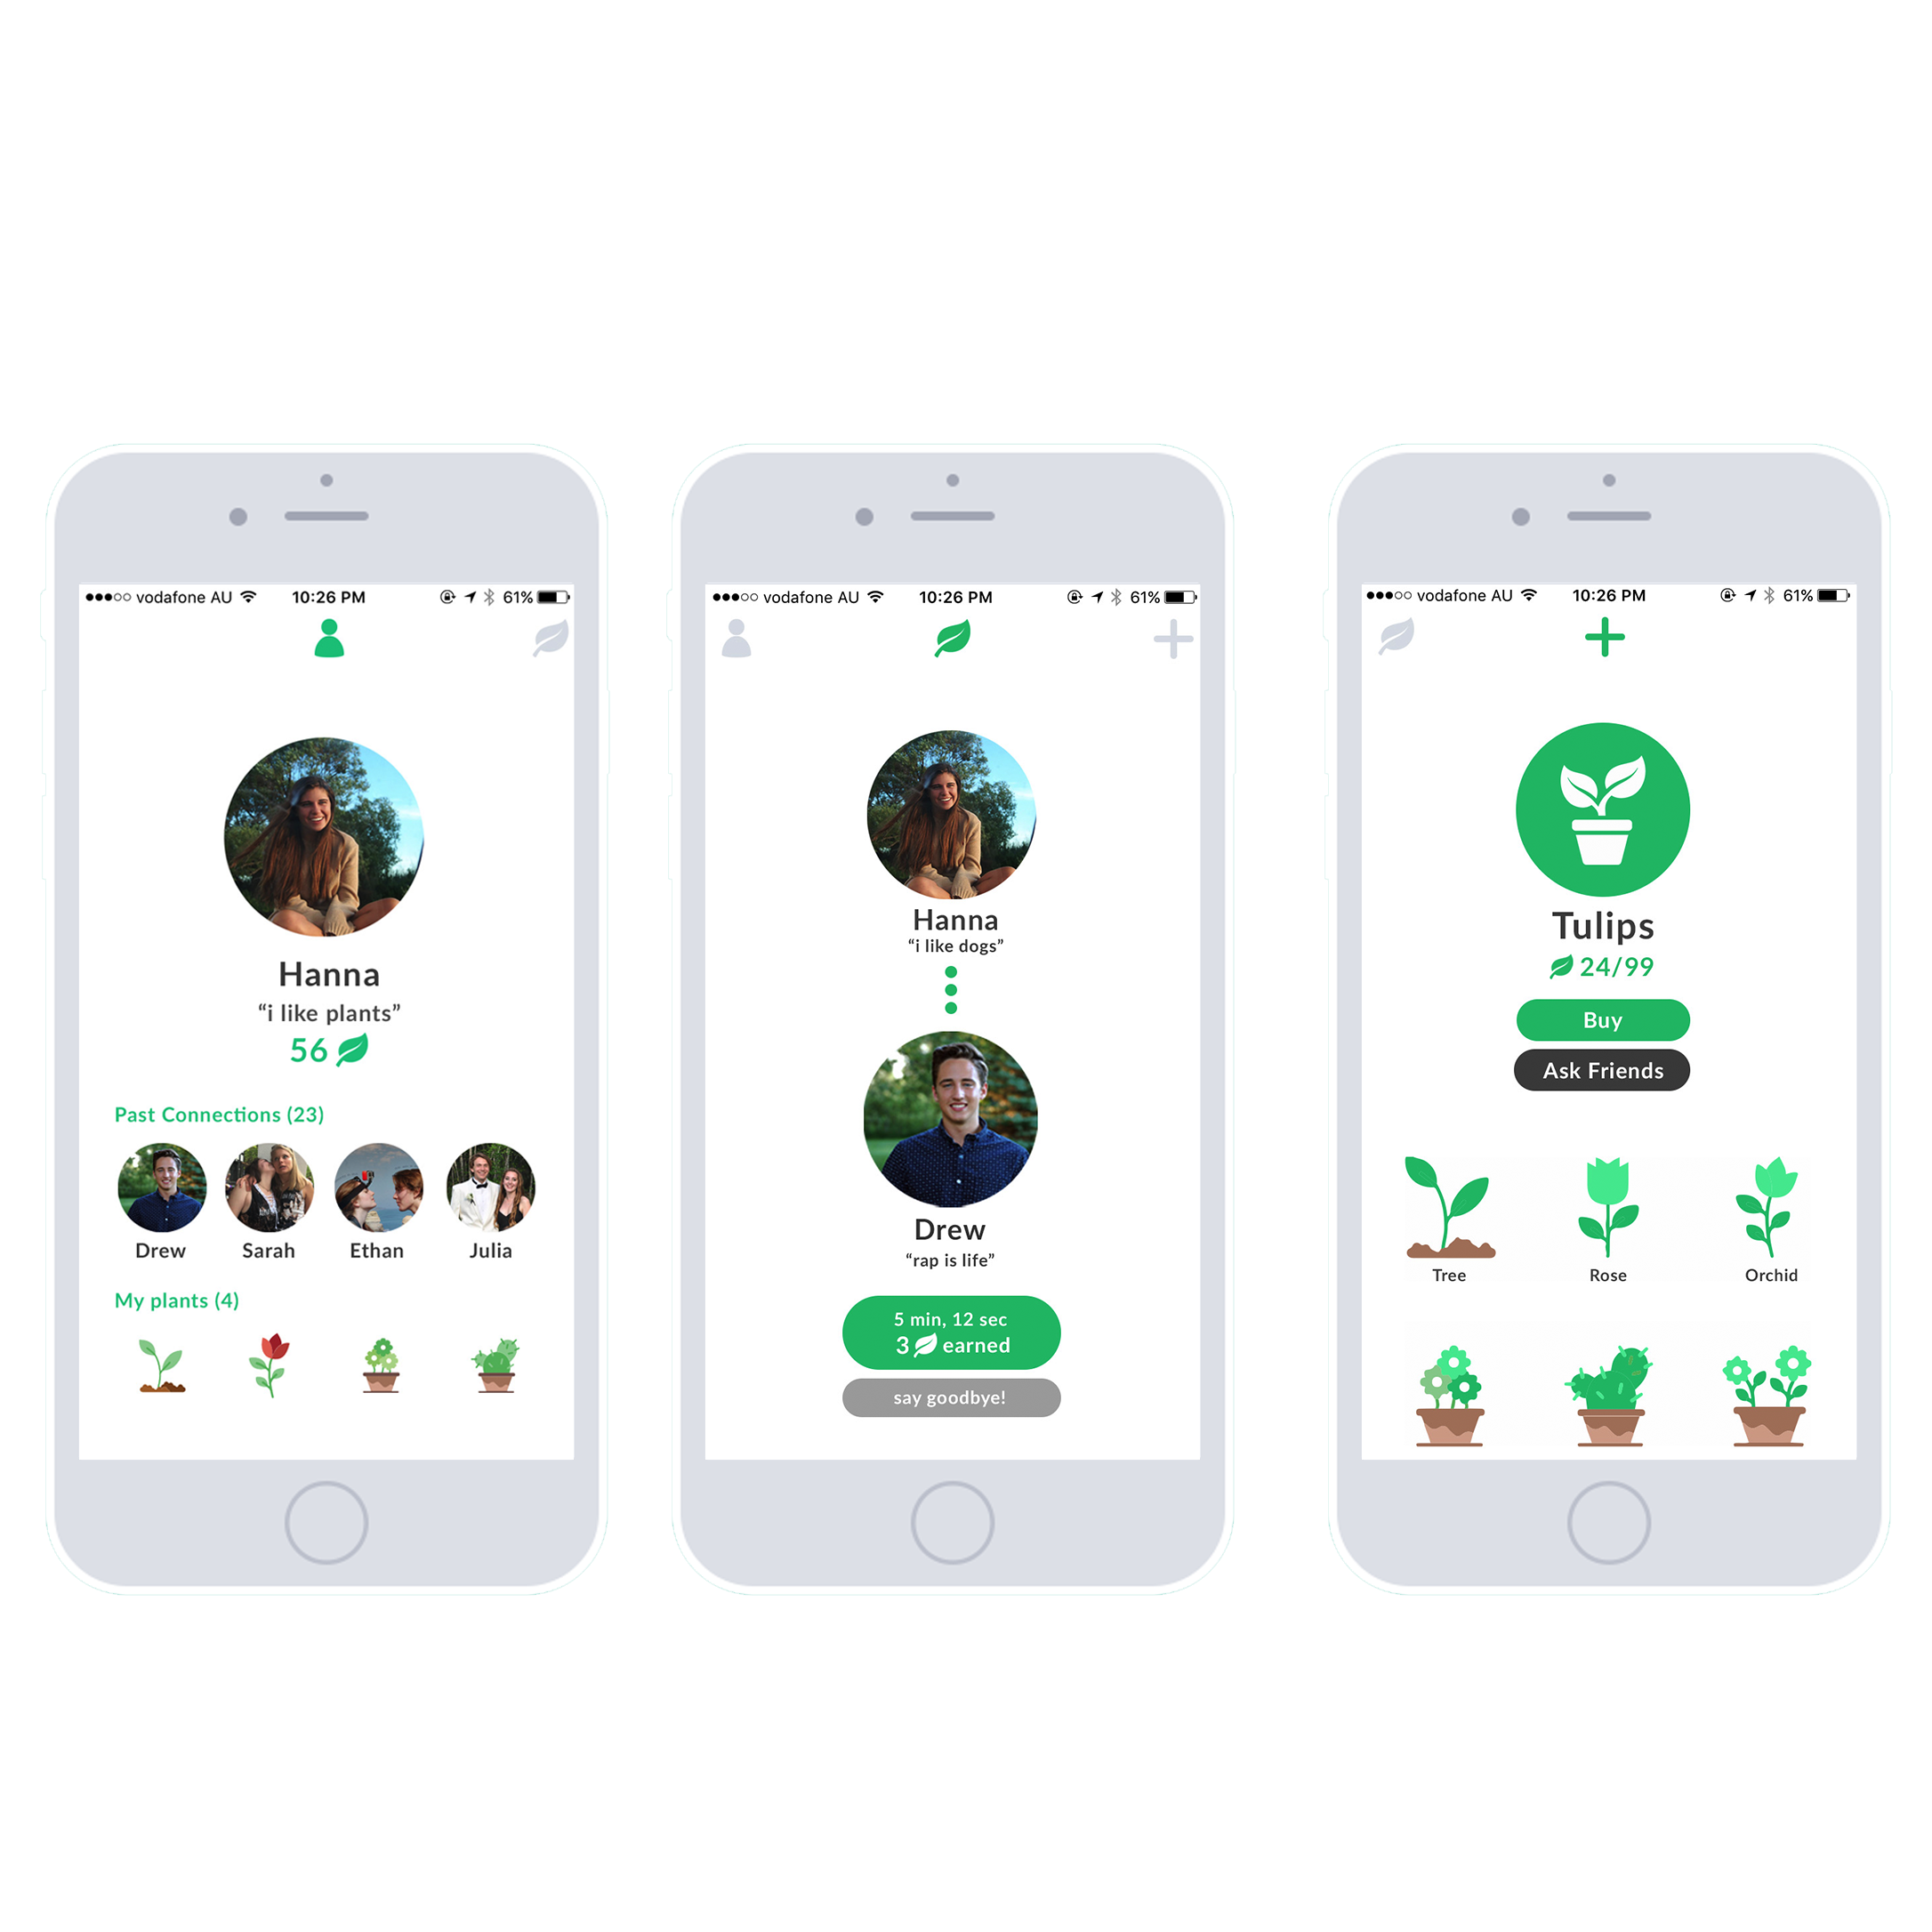 vodafone AU 10:26 PM 61%
Hanna
“i like plants”
56
Past Connections (23)
Drew Sarah Ethan Julia
My plants (4)
vodafone AU 10:26 PM 61%
Hanna
“i like dogs”
Drew
“rap is life”
5 min, 12 sec
3 earned
say goodbye!
vodafone AU 10:26 PM 61%
Tulips
24/99
Buy
Ask Friends
Tree Rose Orchid